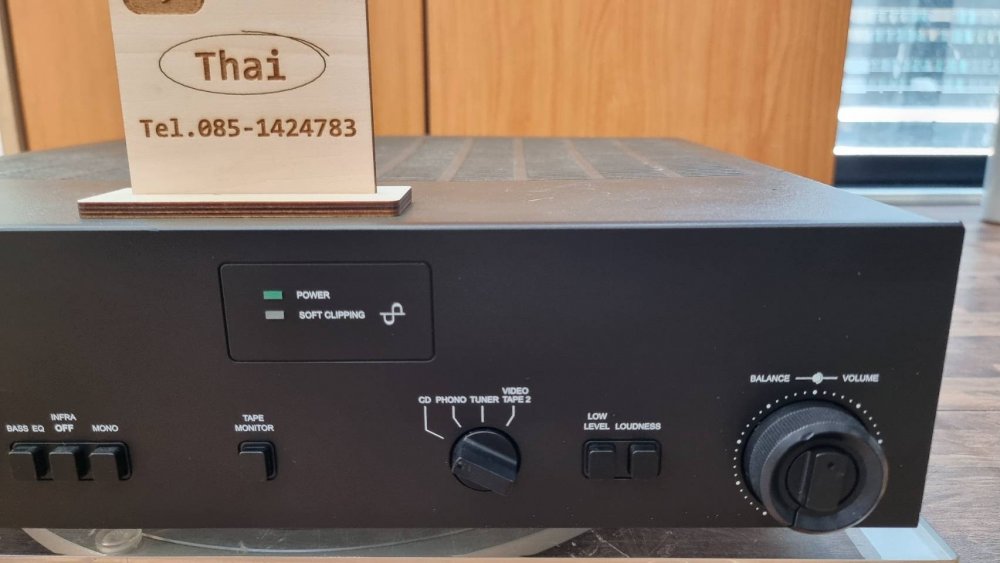 Thai
Tel.085-1424783
POWER
SOFT CLIPPING
BASS EQ
INFRA
OFF
MONO
TAPE
MONITOR
CD PHONO TUNER VIDEO
TAPE 2
LOW
LEVEL LOUDNESS
BALANCE VOLUME